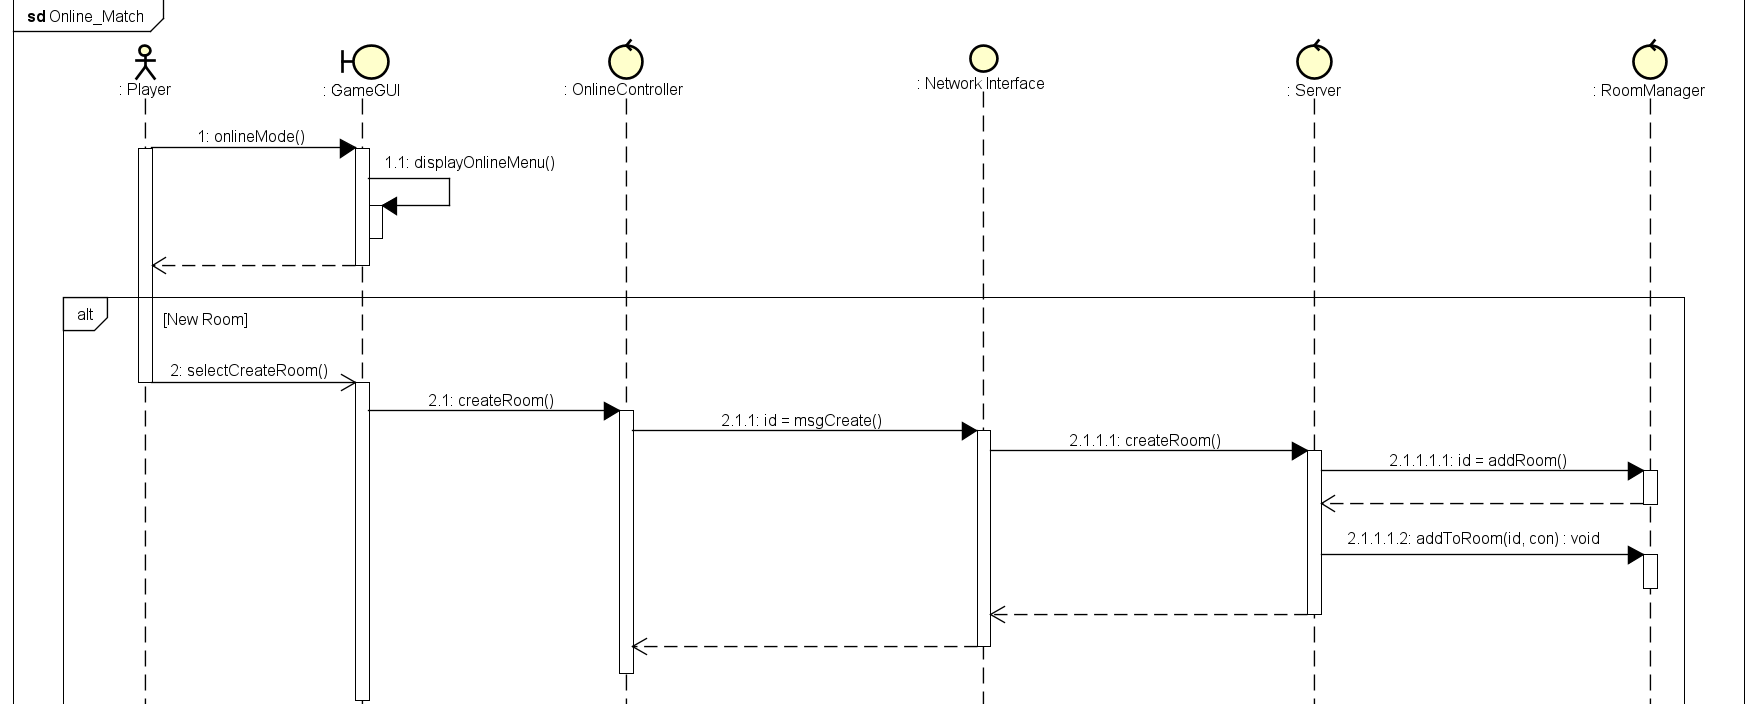 sd Online_Match
: Player
: GameGUI
: OnlineController
: Network Interface
: Server
: RoomManager
1: onlineMode()
1.1: displayOnlineMenu()
alt
[New Room]
2: selectCreateRoom()
2.1: createRoom()
2.1.1: id = msgCreate()
2.1.1.1: createRoom()
2.1.1.1.1: id = addRoom()
2.1.1.1.2: addToRoom(id, con) : void